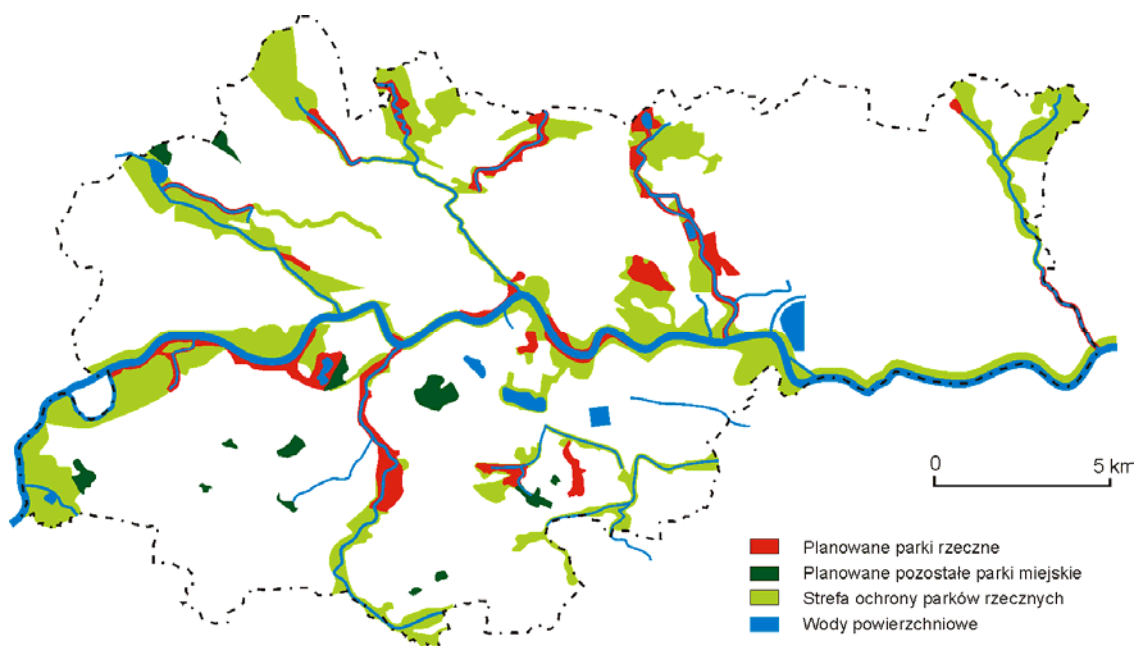 0 5 km
Planowane parki rzeczne
Planowane pozostałe parki miejskie
Strefa ochrony parków rzecznych
Wody powierzchniowe